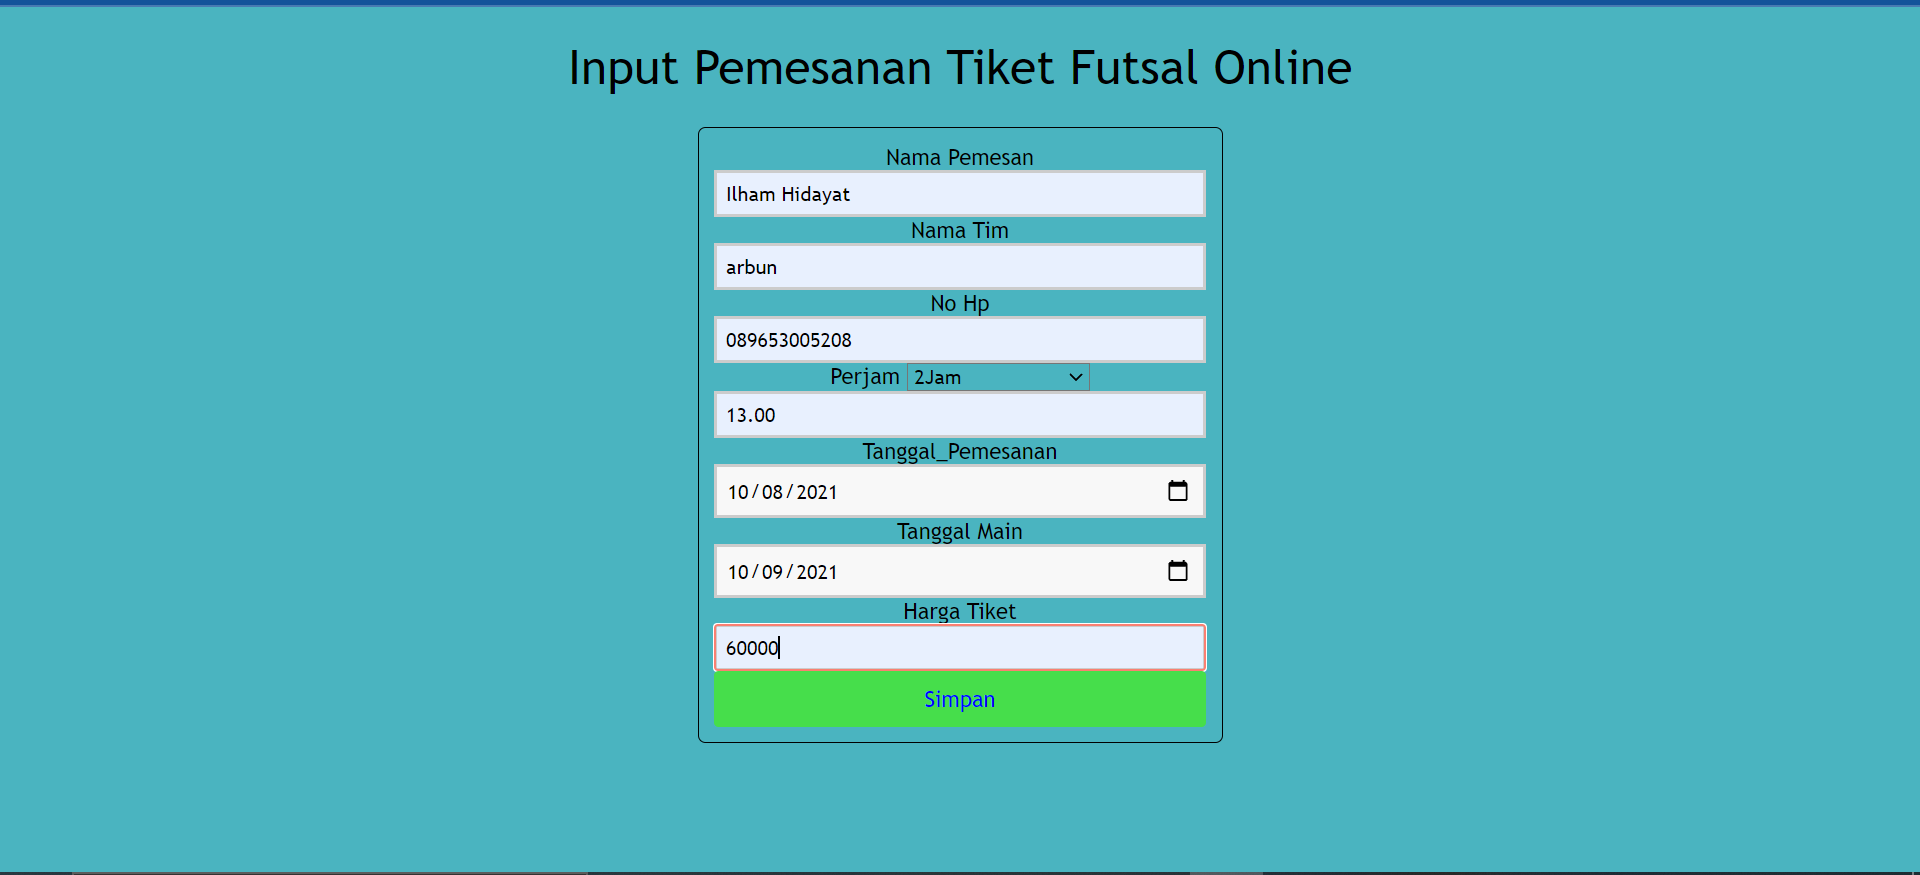 Input Pemesanan Tiket Futsal Online
Nama Pemesan
Ilham Hidayat
Nama Tim
arbun
No Hp
089653005208
Perjam 2Jam
13.00
Tanggal_Pemesanan
10/08/2021
Tanggal Main
10/09/2021
Harga Tiket
60000
Simpan